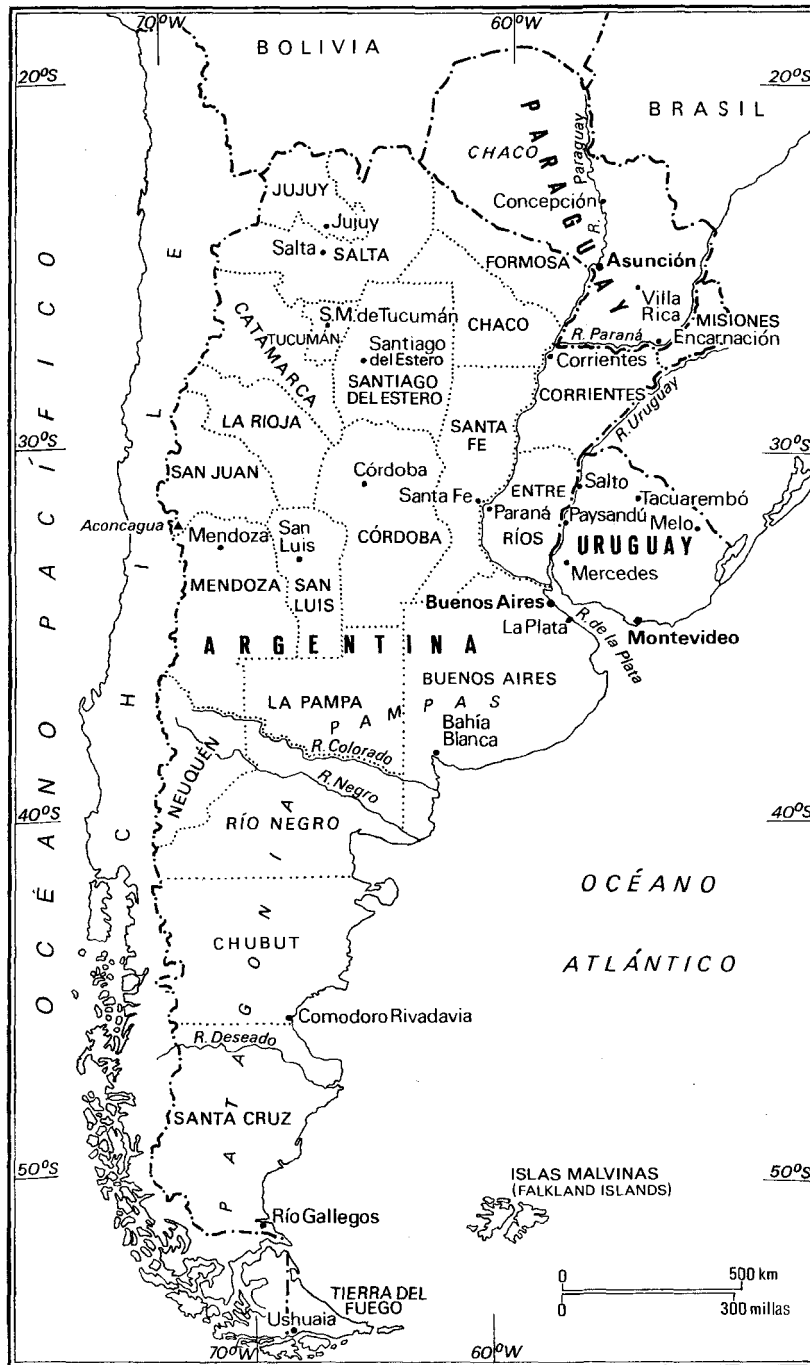 70°W
60°W
BOLIVIA
20°S
20°S
BRASIL
PARAGUAY
CHACO
R. Paraguay
Concepción
JUJUY
Jujuy
Salta
SALTA
FORMOSA
Asunción
Villa
Rica
MISIONES
Encarnación
R. Paraná
CATAMARCA
S.M. de Tucumán
TUCUMÁN
CHACO
Santiago
del Estero
SANTIAGO
DEL ESTERO
Corrientes
CORRIENTES
R. Uruguay
LA RIOJA
SANTA
FE
30°S
30°S
SAN JUAN
Córdoba
Santa Fe
ENTRE
RÍOS
Paraná
Salto
Tacuarembó
Paysandú
Melo
URUGUAY
Mercedes
Aconcagua
Mendoza
San
Luis
CÓRDOBA
MENDOZA
SAN
LUIS
Buenos Aires
La Plata
R. de la Plata
Montevideo
ARGENTINA
BUENOS AIRES
LA PAMPA
PAMPAS
Bahía
Blanca
R. Colorado
NEUQUÉN
R. Negro
RÍO NEGRO
40°S
40°S
CHILE
OCÉANO PACÍFICO
OCÉANO
ATLÁNTICO
CHUBUT
PATAGONIA
Comodoro Rivadavia
R. Deseado
SANTA CRUZ
50°S
50°S
ISLAS MALVINAS
(FALKLAND ISLANDS)
Río Gallegos
TIERRA DEL
FUEGO
Ushuaia
0 500 km
0 300 millas
70°W
60°W